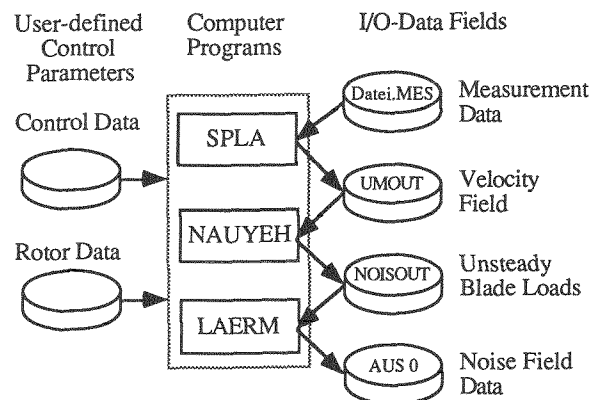 User-defined
Control
Parameters
Computer
Programs
I/O-Data Fields
Control Data
Rotor Data
SPLA
NAUYEH
LAERM
Datei.MES
Measurement
Data
UMOUT
Velocity
Field
NOISOUT
Unsteady
Blade Loads
AUS 0
Noise Field
Data